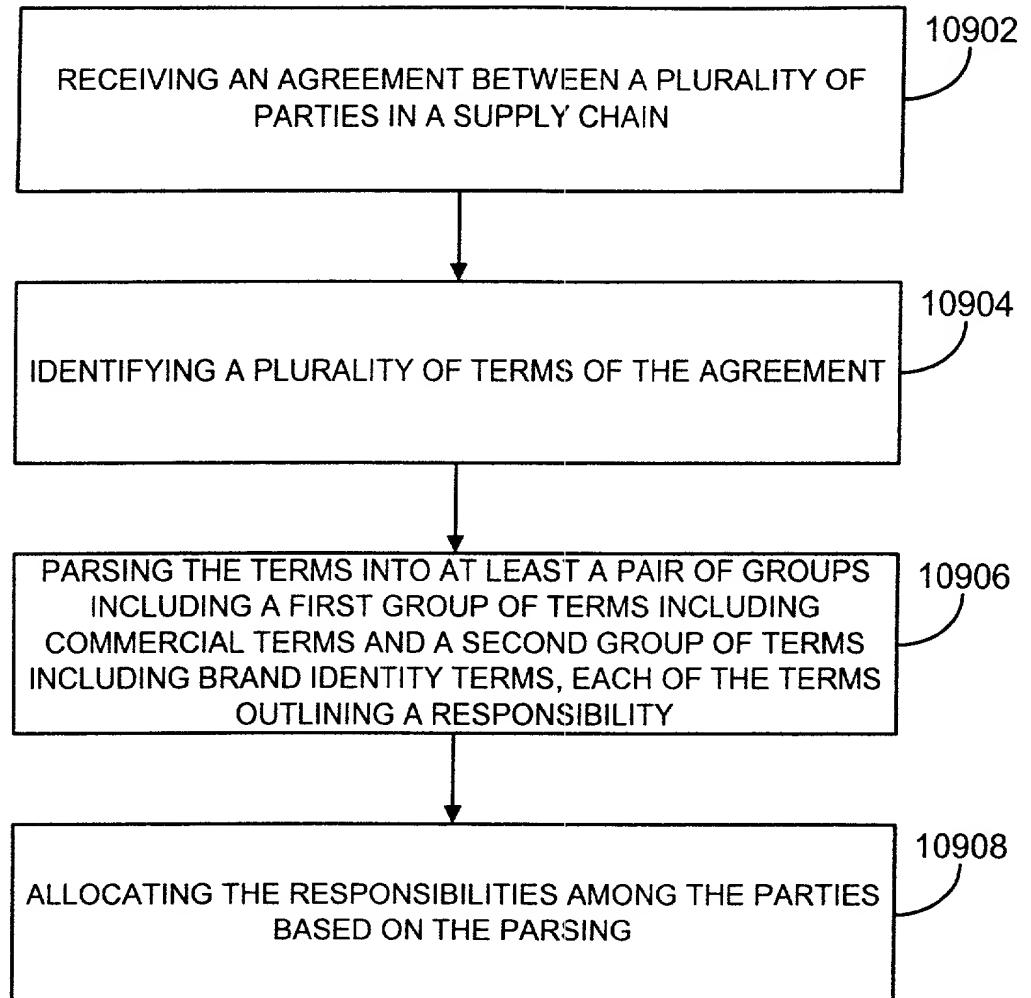 10902
RECEIVING AN AGREEMENT BETWEEN A PLURALITY OF
PARTIES IN A SUPPLY CHAIN
10904
IDENTIFYING A PLURALITY OF TERMS OF THE AGREEMENT
10906
PARSING THE TERMS INTO AT LEAST A PAIR OF GROUPS
INCLUDING A FIRST GROUP OF TERMS INCLUDING
COMMERCIAL TERMS AND A SECOND GROUP OF TERMS
INCLUDING BRAND IDENTITY TERMS, EACH OF THE TERMS
OUTLINING A RESPONSIBILITY
10908
ALLOCATING THE RESPONSIBILITIES AMONG THE PARTIES
BASED ON THE PARSING